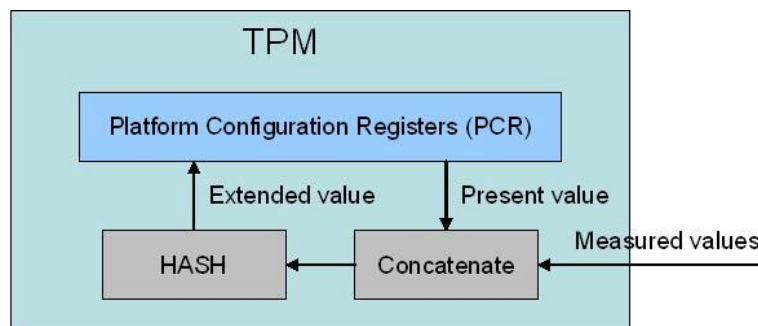 TPM
Platform Configuration Registers (PCR)
Extended value
Present value
Measured values
HASH
Concatenate